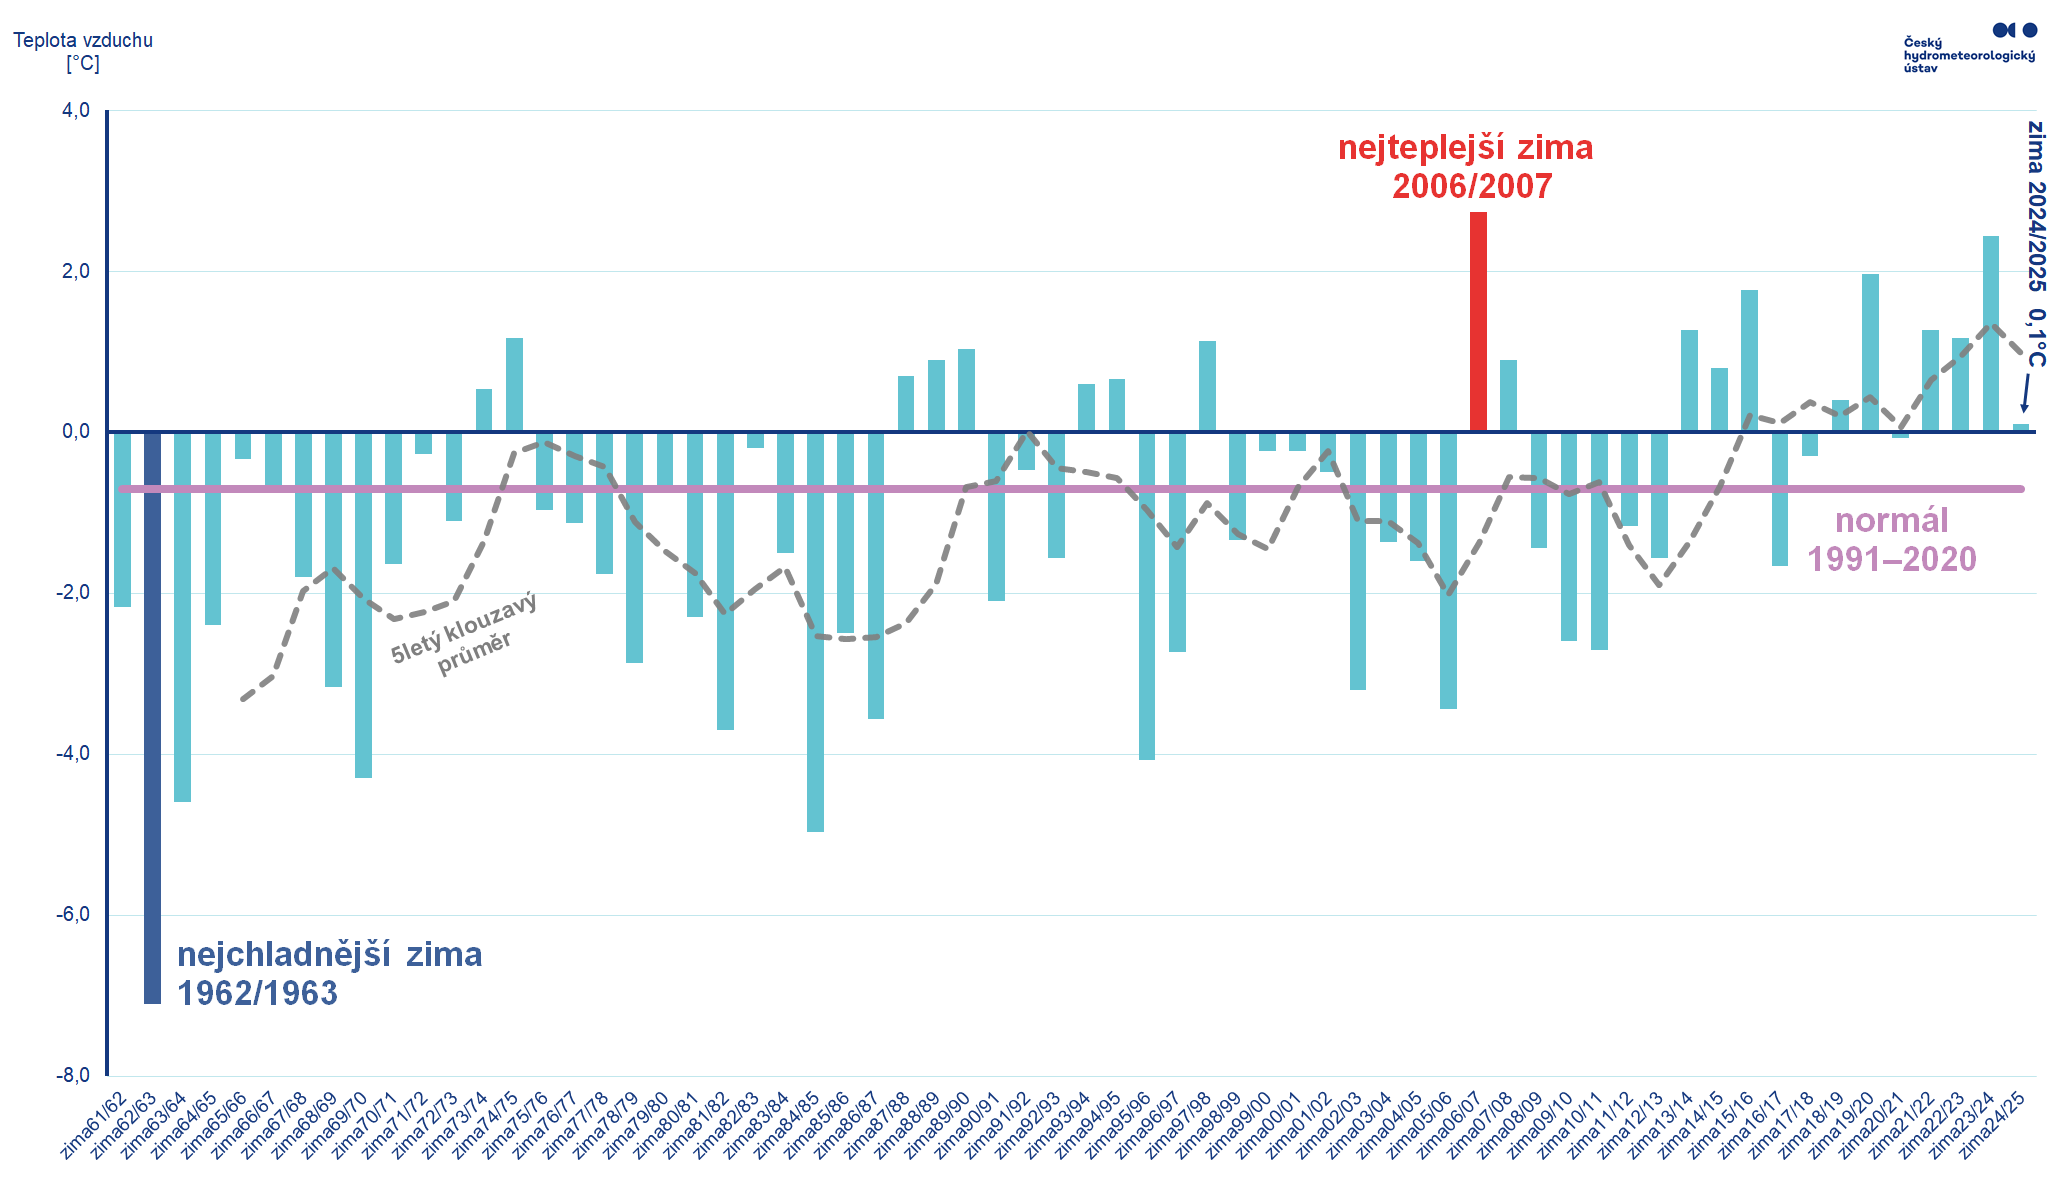 Teplota vzduchu
[°C]
Český
hydrometeorologický
ústav
4,0
2,0
0,0
-2,0
-4,0
-6,0
-8,0
nejteplejší zima
2006/2007
zima 2024/2025 0,1°C
normál
1991–2020
5letý klouzavý
průměr
nejchladnější zima
1962/1963
zima61/62
zima62/63
zima63/64
zima64/65
zima65/66
zima66/67
zima67/68
zima68/69
zima69/70
zima70/71
zima71/72
zima72/73
zima73/74
zima74/75
zima75/76
zima76/77
zima77/78
zima78/79
zima79/80
zima80/81
zima81/82
zima82/83
zima83/84
zima84/85
zima85/86
zima86/87
zima87/88
zima88/89
zima89/90
zima90/91
zima91/92
zima92/93
zima93/94
zima94/95
zima95/96
zima96/97
zima97/98
zima98/99
zima99/00
zima00/01
zima01/02
zima02/03
zima03/04
zima04/05
zima05/06
zima06/07
zima07/08
zima08/09
zima09/10
zima10/11
zima11/12
zima12/13
zima13/14
zima14/15
zima15/16
zima16/17
zima17/18
zima18/19
zima19/20
zima20/21
zima21/22
zima22/23
zima23/24
zima24/25